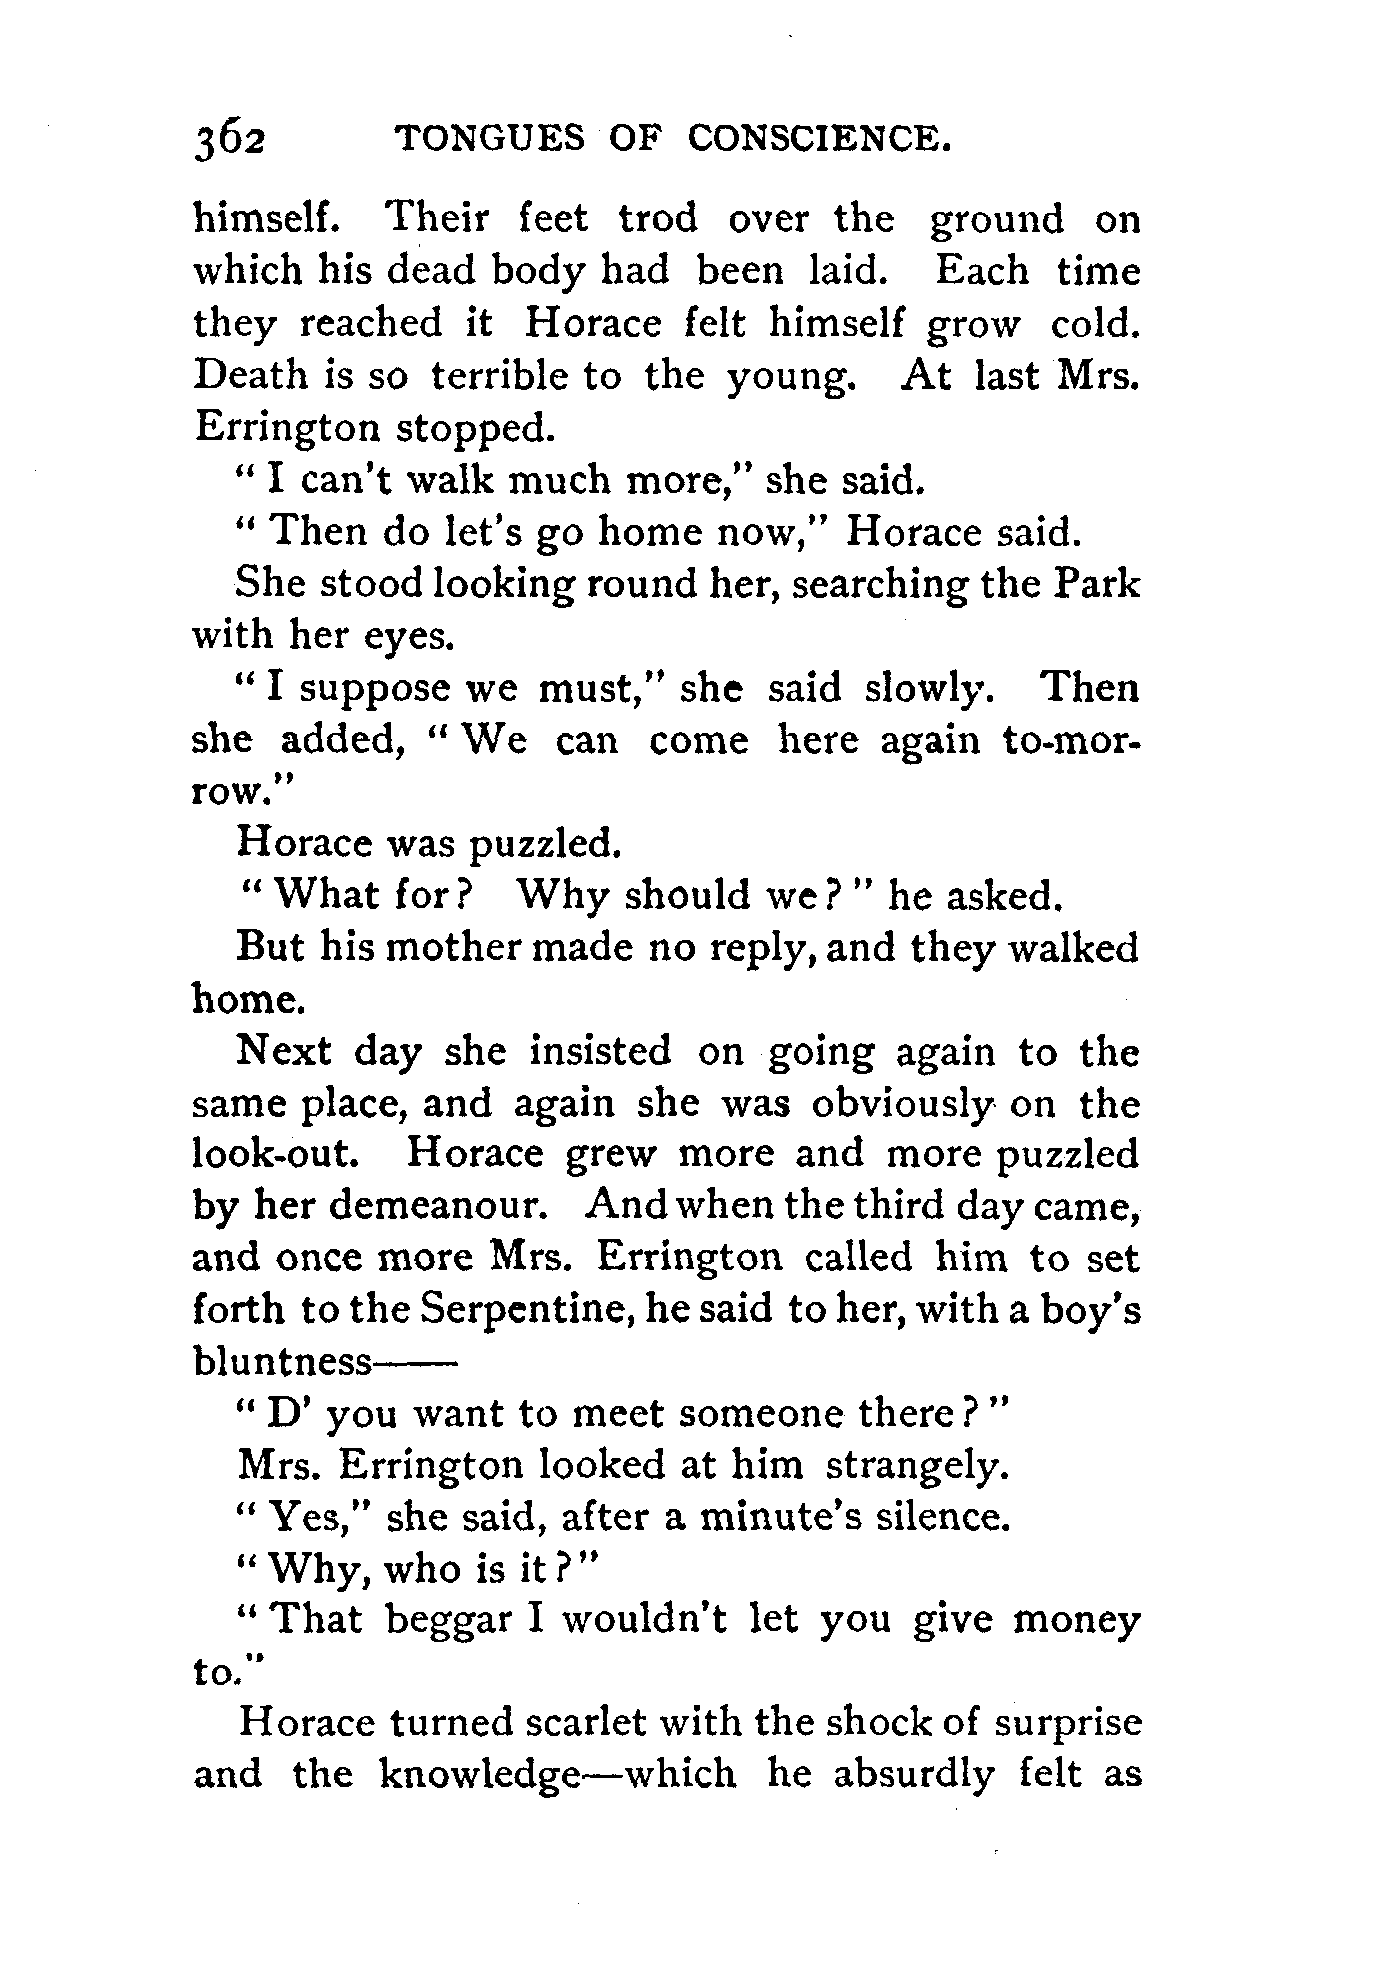 362 TONGUES OF CONSCIENCE.
himself. Their feet trod over the ground on
which his dead body had been laid. Each time
they reached it Horace felt himself grow cold.
Death is so terrible to the young. At last Mrs.
Errington stopped.
“ I can't walk much more,” she said.
“ Then do let's go home now,” Horace said.
She stood looking round her, searching the Park
with her eyes.
“ I suppose we must,” she said slowly. Then
she added, “ We can come here again to-mor-
row.”
Horace was puzzled.
“ What for? Why should we? ” he asked.
But his mother made no reply, and they walked
home.
Next day she insisted on going again to the
same place, and again she was obviously on the
look-out. Horace grew more and more puzzled
by her demeanour. And when the third day came,
and once more Mrs. Errington called him to set
forth to the Serpentine, he said to her, with a boy's
bluntness——
“ D' you want to meet someone there? ”
Mrs. Errington looked at him strangely.
“ Yes,” she said, after a minute's silence.
“ Why, who is it?”
“ That beggar I wouldn't let you give money
to.”
Horace turned scarlet with the shock of surprise
and the knowledge—which he absurdly felt as